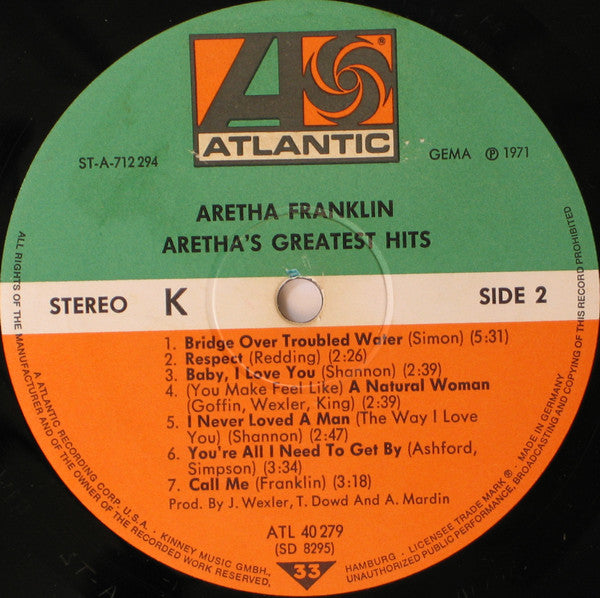 ATLANTIC
ST-A-712 294
GEMA ℗ 1971
ARETHA FRANKLIN
ARETHA'S GREATEST HITS
STEREO K SIDE 2
1. Bridge Over Troubled Water (Simon) (5:31)
2. Respect (Redding) (2:26)
3. Baby, I Love You (Shannon) (2:39)
4. (You Make Feel Like) A Natural Woman
(Goffin, Wexler, King) (2:39)
5. I Never Loved A Man (The Way I Love
You) (Shannon) (2:47)
6. You're All I Need To Get By (Ashford,
Simpson) (3:34)
7. Call Me (Franklin) (3:18)
Prod. By J. Wexler, T. Dowd And A. Mardin
ATL 40 279
(SD 8295)
33
ALL RIGHTS OF THE MANUFACTURER AND OF THE OWNER OF THE RECORDED WORK RESERVED,
UNAUTHORIZED PUBLIC PERFORMANCE, BROADCASTING AND COPYING OF THIS RECORD PROHIBITED
A ATLANTIC RECORDING CORP. U.S.A. · KINNEY MUSIC GMBH., HAMBURG · LICENSEE TRADE MARK ® · MADE IN GERMANY